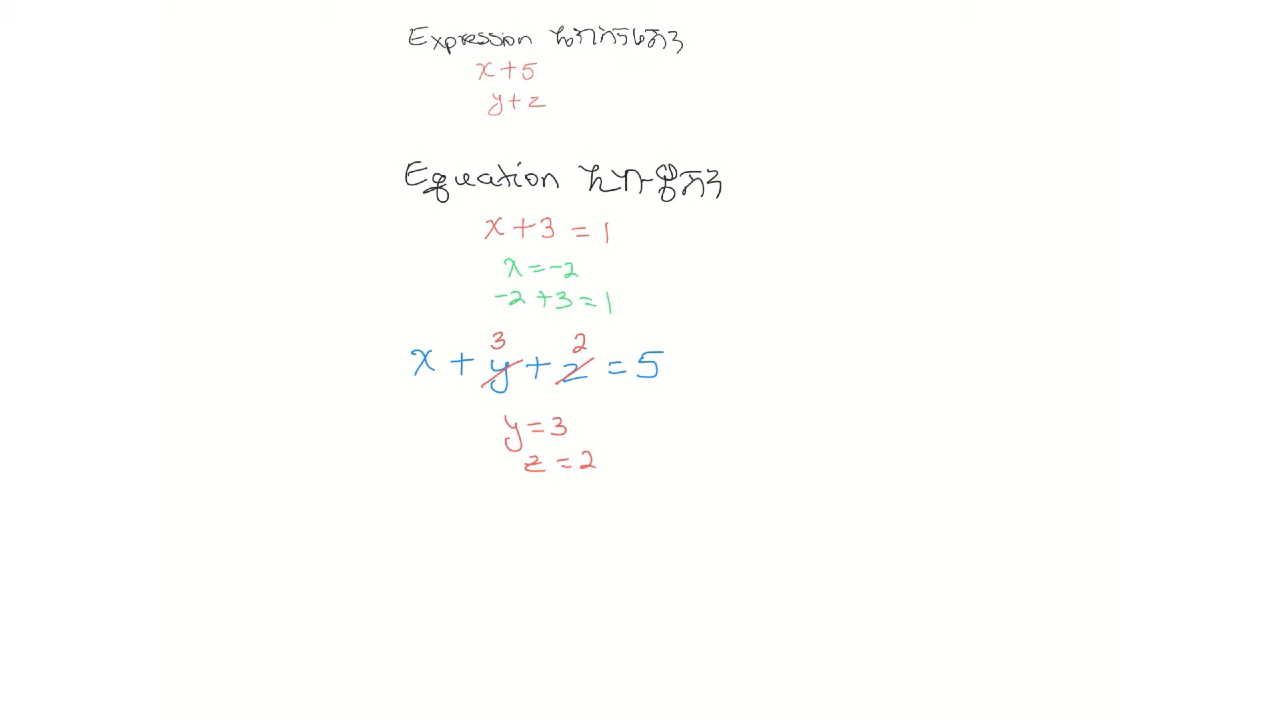 Expression
x + 5
y + z
Equation
x + 3 = 1
x = -2
-2 + 3 = 1
3 2
x + y + z = 5
y = 3
z = 2